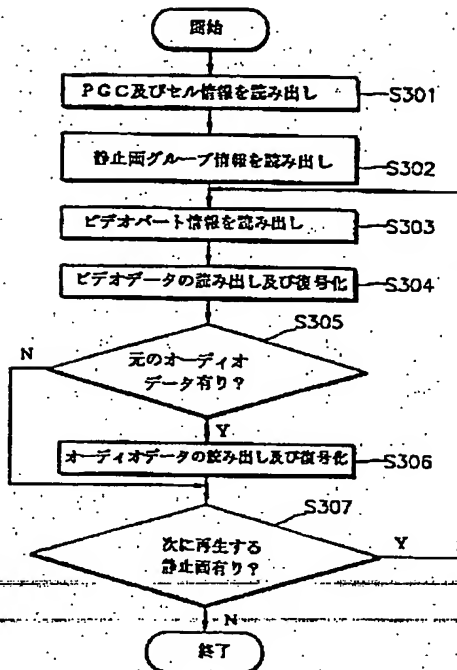 開始
PGC及びセル情報を読み出し
S301
静止画グループ情報を読み出し
S302
ビデオパート情報を読み出し
S303
ビデオデータの読み出し及び復号化
S304
S305
N
元のオーディオ
データ有り?
Y
オーディオデータの読み出し及び復号化
S306
S307
次に再生する
静止画有り?
Y
N
終了